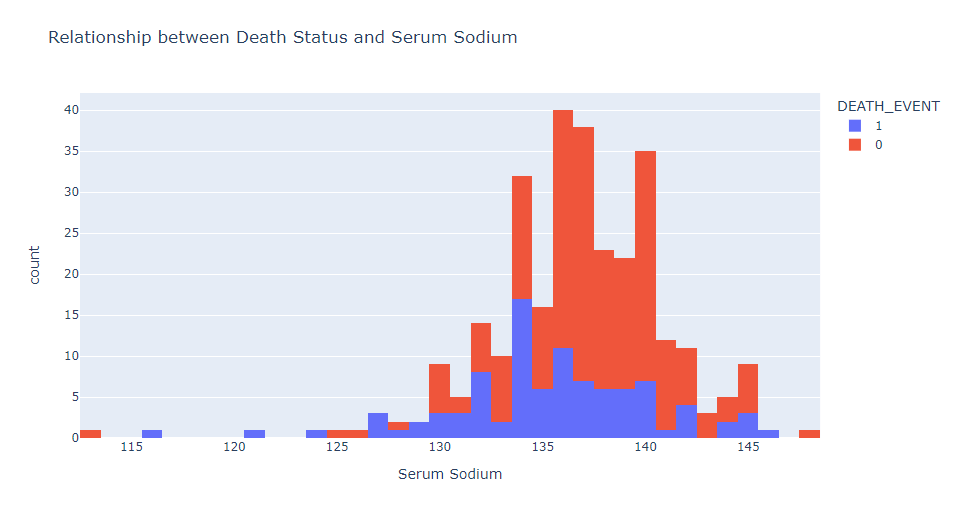 Relationship between Death Status and Serum Sodium
DEATH_EVENT
1
0
40
35
30
25
20
15
10
5
0
count
115 120 125 130 135 140 145
Serum Sodium